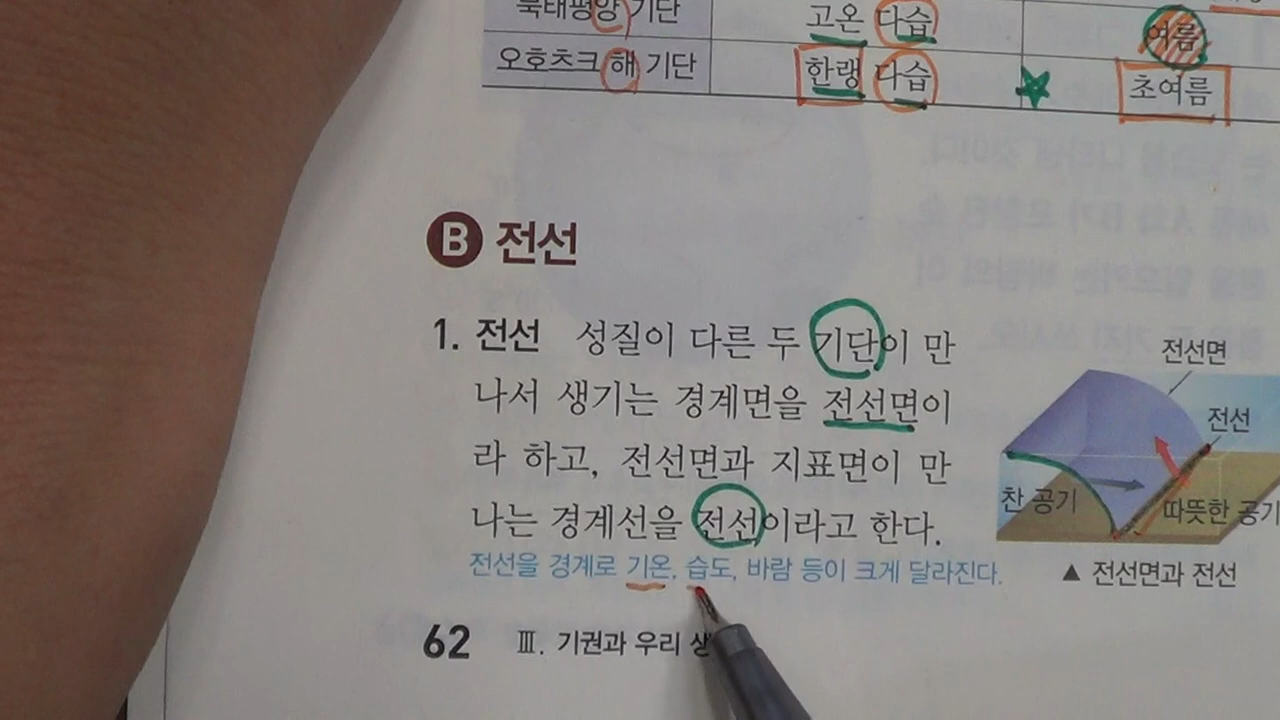 북태평양 기단 고온 다습 여름
오호츠크 해 기단 한랭 다습 초여름
B 전선
1. 전선 성질이 다른 두 기단이 만
나서 생기는 경계면을 전선면이
라 하고, 전선면과 지표면이 만
나는 경계선을 전선이라고 한다.
전선을 경계로 기온, 습도, 바람 등이 크게 달라진다.
전선면
전선
찬 공기
따뜻한 공기
▲ 전선면과 전선
62 Ⅲ. 기권과 우리